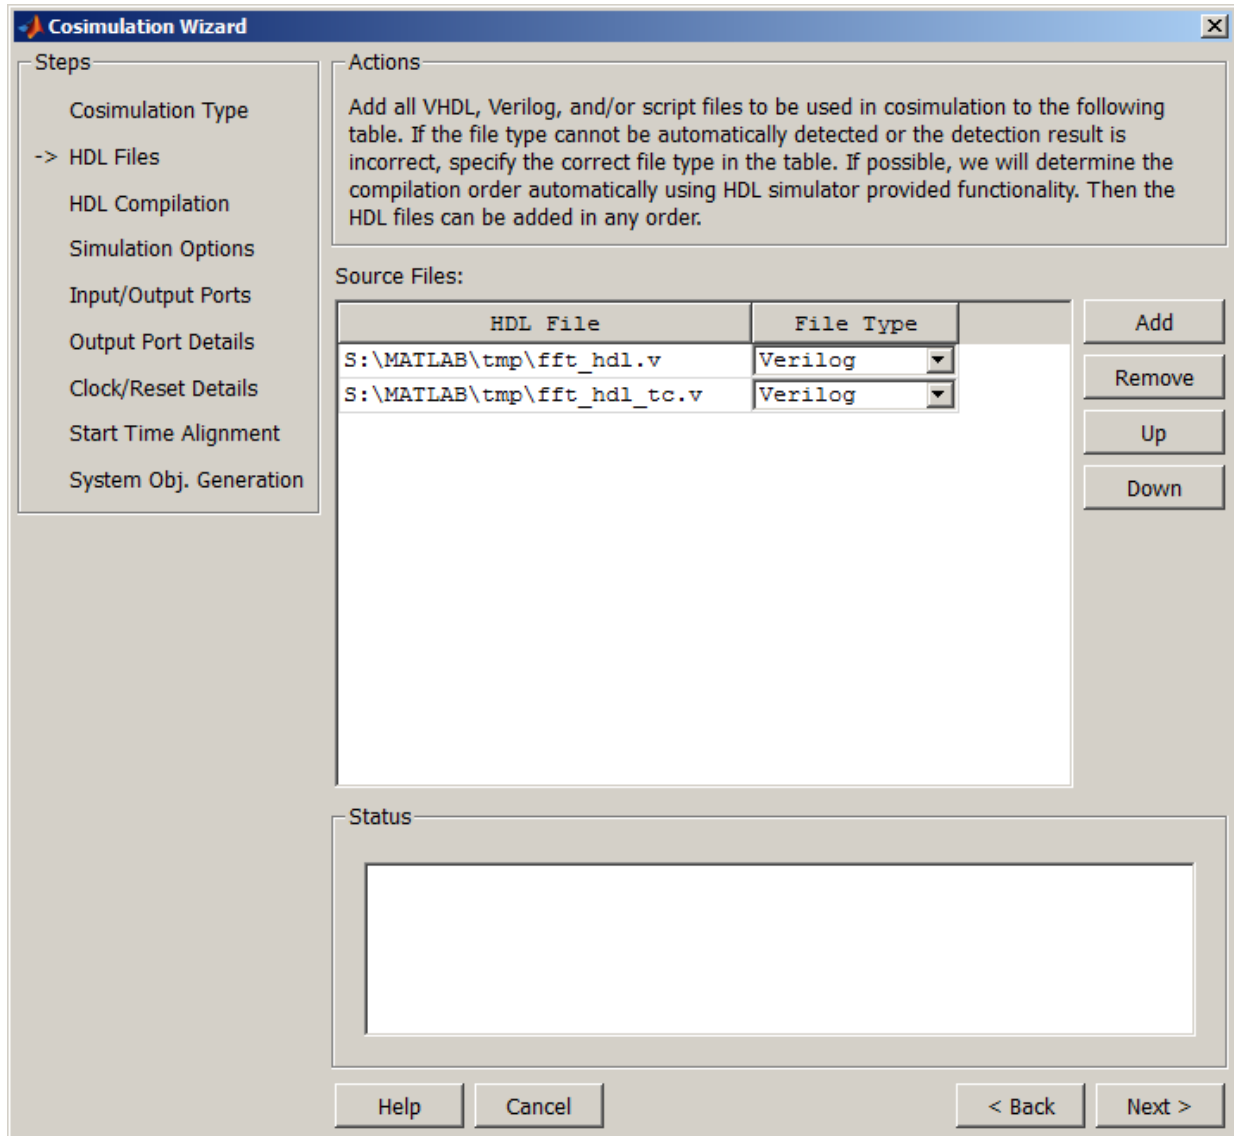 Cosimulation Wizard
Steps
Cosimulation Type
-> HDL Files
HDL Compilation
Simulation Options
Input/Output Ports
Output Port Details
Clock/Reset Details
Start Time Alignment
System Obj. Generation
Actions
Add all VHDL, Verilog, and/or script files to be used in cosimulation to the following
table. If the file type cannot be automatically detected or the detection result is
incorrect, specify the correct file type in the table. If possible, we will determine the
compilation order automatically using HDL simulator provided functionality. Then the
HDL files can be added in any order.
Source Files:
HDL File File Type
S:\MATLAB\tmp\fft_hdl.v Verilog
S:\MATLAB\tmp\fft_hdl_tc.v Verilog
Add
Remove
Up
Down
Status
Help Cancel < Back Next >